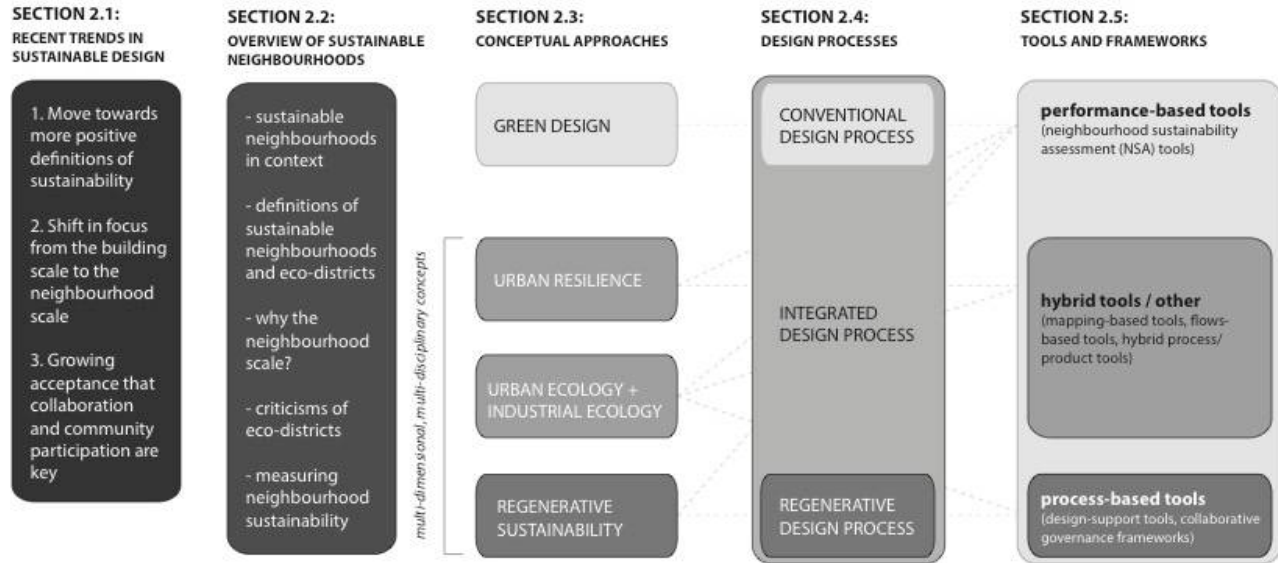 SECTION 2.1:
RECENT TRENDS IN
SUSTAINABLE DESIGN
1. Move towards
more positive
definitions of
sustainability
2. Shift in focus
from the building
scale to the
neighbourhood
scale
3. Growing
acceptance that
collaboration
and community
participation are
key
SECTION 2.2:
OVERVIEW OF SUSTAINABLE
NEIGHBOURHOODS
- sustainable
neighbourhoods
in context
- definitions of
sustainable
neighbourhoods
and eco-districts
- why the
neighbourhood
scale?
- criticisms of
eco-districts
- measuring
neighbourhood
sustainability
SECTION 2.3:
CONCEPTUAL APPROACHES
multi-dimensional, multi-disciplinary concepts
GREEN DESIGN
URBAN RESILIENCE
URBAN ECOLOGY +
INDUSTRIAL ECOLOGY
REGENERATIVE
SUSTAINABILITY
SECTION 2.4:
DESIGN PROCESSES
CONVENTIONAL
DESIGN PROCESS
INTEGRATED
DESIGN PROCESS
REGENERATIVE
DESIGN PROCESS
SECTION 2.5:
TOOLS AND FRAMEWORKS
performance-based tools
(neighbourhood sustainability
assessment (NSA) tools)
hybrid tools / other
(mapping-based tools, flows-
based tools, hybrid process/
product tools)
process-based tools
(design-support tools, collaborative
governance frameworks)